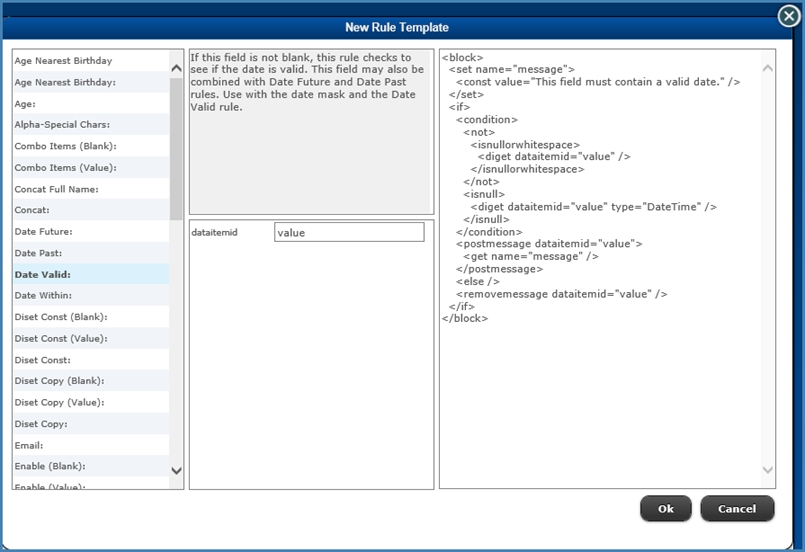 New Rule Template
Age Nearest Birthday
Age Nearest Birthday:
Age:
Alpha-Special Chars:
Combo Items (Blank):
Combo Items (Value):
Concat Full Name:
Concat:
Date Future:
Date Past:
Date Valid:
Date Within:
Diset Const (Blank):
Diset Const (Value):
Diset Const:
Diset Copy (Blank):
Diset Copy (Value):
Diset Copy:
Email:
Enable (Blank):
Enable (Value):
If this field is not blank, this rule checks to
see if the date is valid. This field may also be
combined with Date Future and Date Past
rules. Use with the date mask and the Date
Valid rule.
dataitemid value
<block>
<set name="message">
<const value="This field must contain a valid date." />
</set>
<if>
<condition>
<not>
<isnullorwhitespace>
<diget dataitemid="value" />
</isnullorwhitespace>
</not>
<isnull>
<diget dataitemid="value" type="DateTime" />
</isnull>
</condition>
<postmessage dataitemid="value">
<get name="message" />
</postmessage>
<else />
<removemessage dataitemid="value" />
</if>
</block>
Ok
Cancel